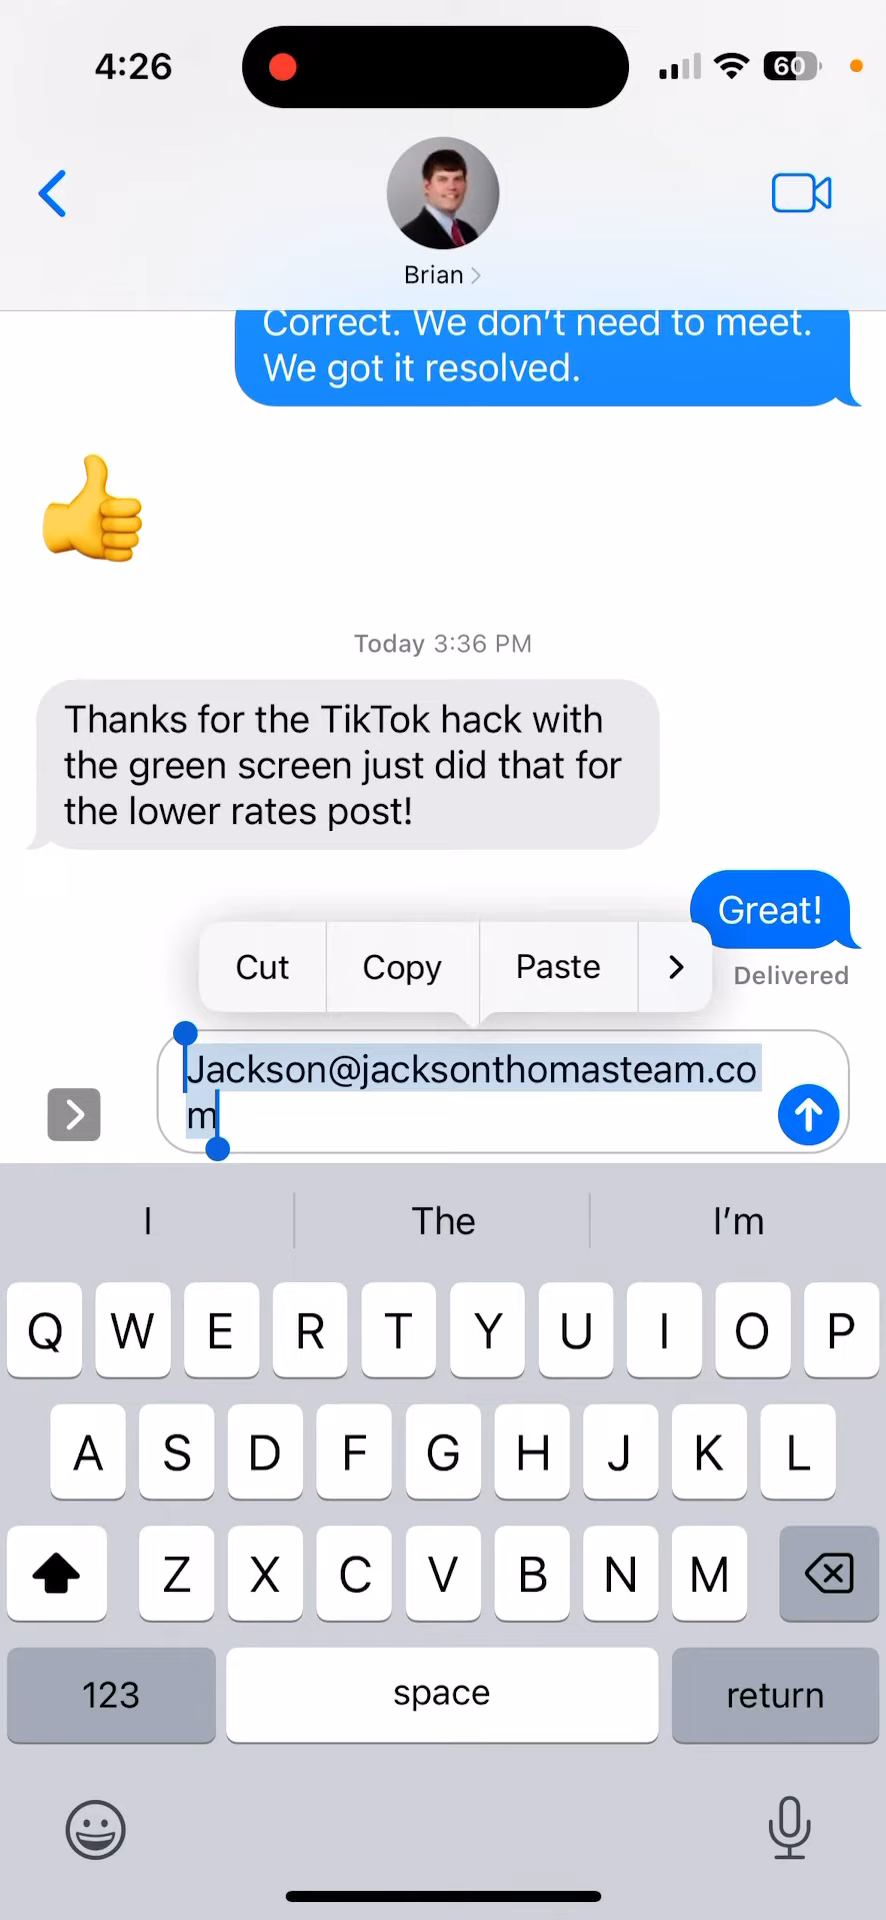 4:26
60
Brian
Correct. We don't need to meet.
We got it resolved.
Today 3:36 PM
Thanks for the TikTok hack with
the green screen just did that for
the lower rates post!
Great!
Delivered
Cut Copy Paste
Jackson@jacksonthomasteam.co
m
I The I'm
Q W E R T Y U I O P
A S D F G H J K L
Z X C V B N M
123 space return